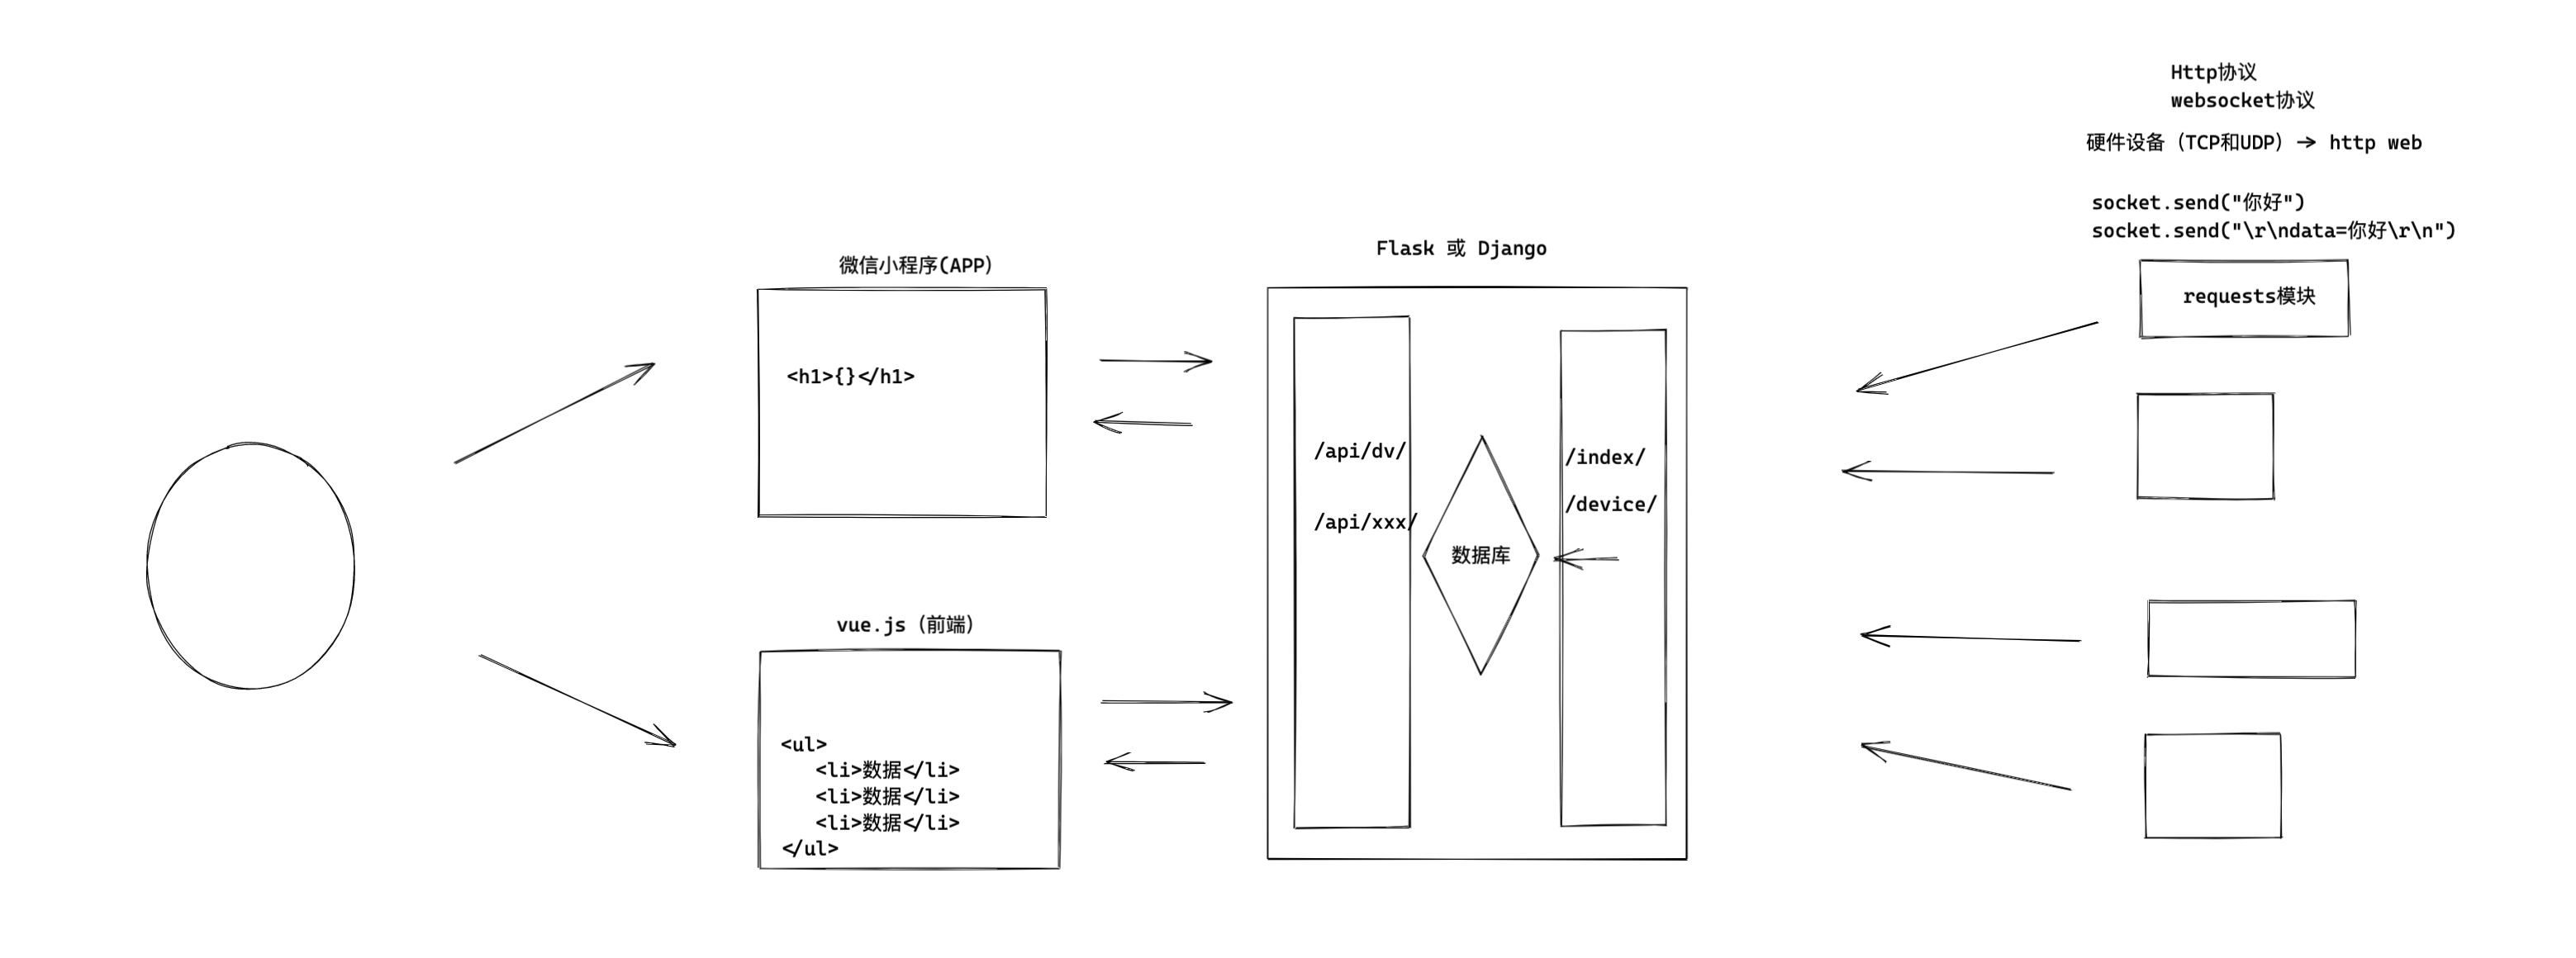 Http协议
websocket协议
硬件设备（TCP和UDP）-> http web
socket.send("你好")
socket.send("\r\ndata=你好\r\n")
requests模块
Flask 或 Django
/api/dv/
/api/xxx/
数据库
/index/
/device/
微信小程序(APP)
<h1>{}</h1>
vue.js（前端）
<ul>
<li>数据</li>
<li>数据</li>
<li>数据</li>
</ul>